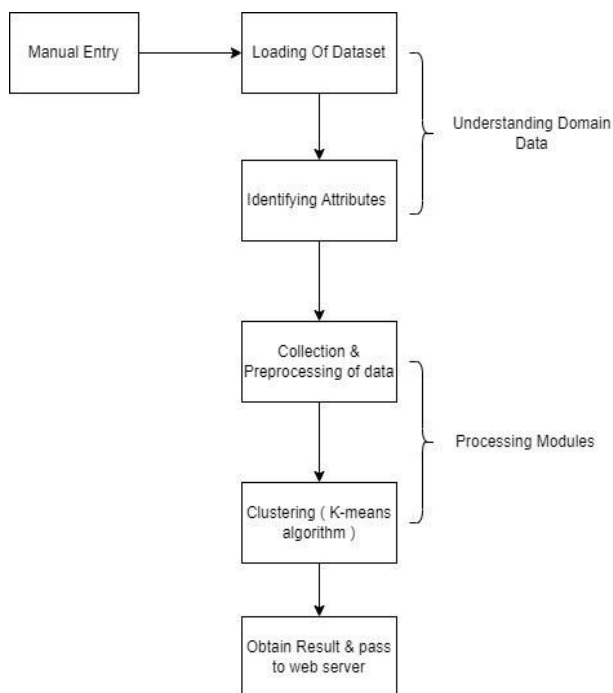 Manual Entry
Loading Of Dataset
Understanding Domain
Data
Identifying Attributes
Collection &
Preprocessing of data
Processing Modules
Clustering ( K-means
algorithm )
Obtain Result & pass
to web server